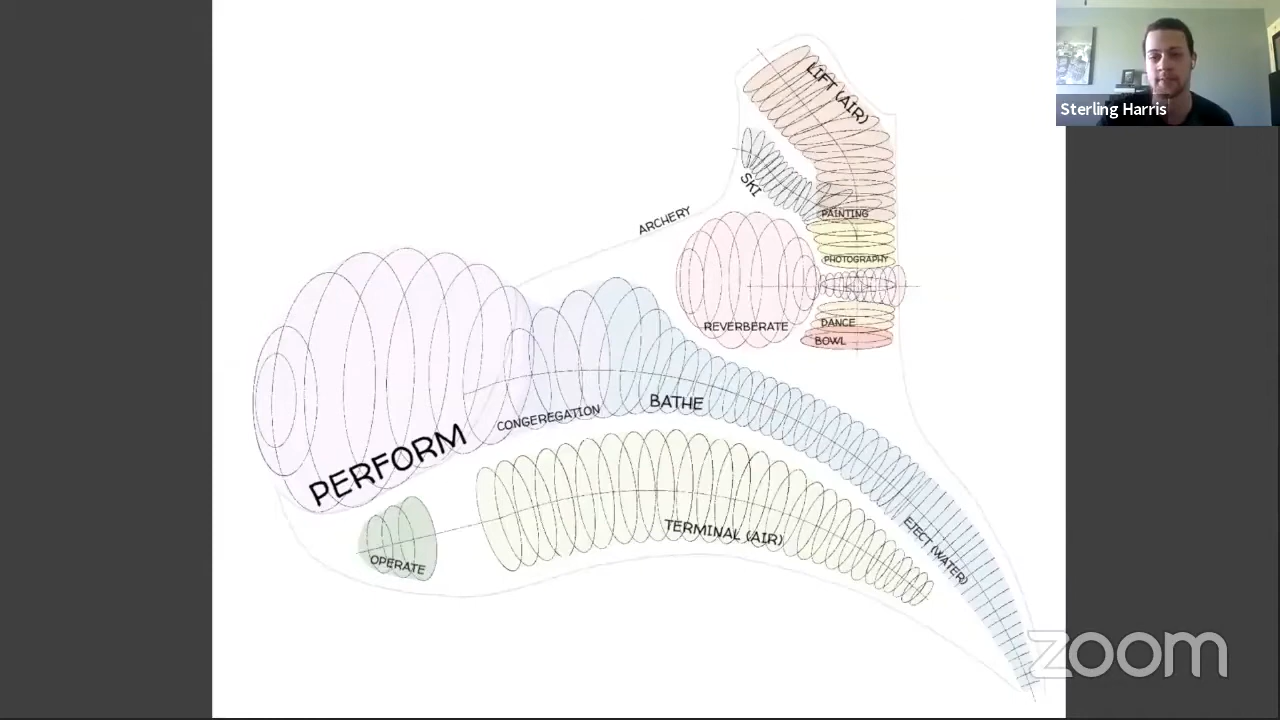 Sterling Harris
LIFT (AIR)
SKI
PAINTING
ARCHERY
PHOTOGRAPHY
REVERBERATE
DANCE
BOWL
BATHE
CONGEREGATION
PERFORM
TERMINAL (AIR)
EJECT (WATER)
OPERATE
zoom